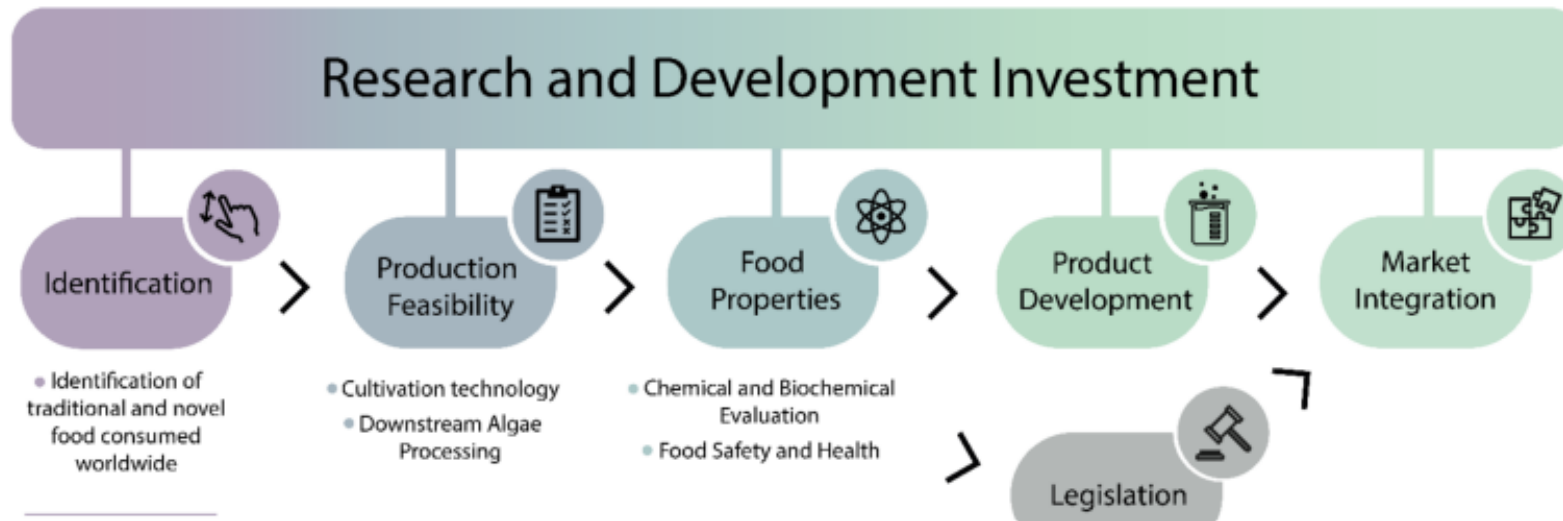 Research and Development Investment
Identification
Production
Feasibility
Food
Properties
Product
Development
Market
Integration
• Identification of
traditional and novel
food consumed
worldwide
• Cultivation technology
• Downstream Algae
Processing
• Chemical and Biochemical
Evaluation
• Food Safety and Health
Legislation